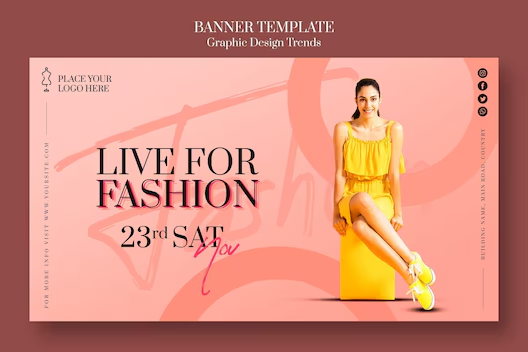 BANNER TEMPLATE
Graphic Design Trends
PLACE YOUR
LOGO HERE
Fashion
LIVE FOR
FASHION
23rd SAT
Nov
FOR MORE INFO VISIT WWW.YOURSITE.COM
BUILDING NAME, MAIN ROAD, COUNTRY